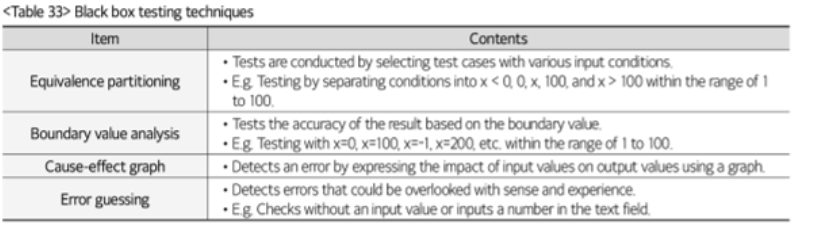 <Table 33> Black box testing techniques
Item Contents
Equivalence partitioning
• Tests are conducted by selecting test cases with various input conditions.
• E.g. Testing by separating conditions into x < 0, 0, x, 100, and x > 100 within the range of 1
to 100.
Boundary value analysis
• Tests the accuracy of the result based on the boundary value.
• E.g. Testing with x=0, x=100, x=-1, x=200, etc. within the range of 1 to 100.
Cause-effect graph
• Detects an error by expressing the impact of input values on output values using a graph.
Error guessing
• Detects errors that could be overlooked with sense and experience.
• E.g. Checks without an input value or inputs a number in the text field.